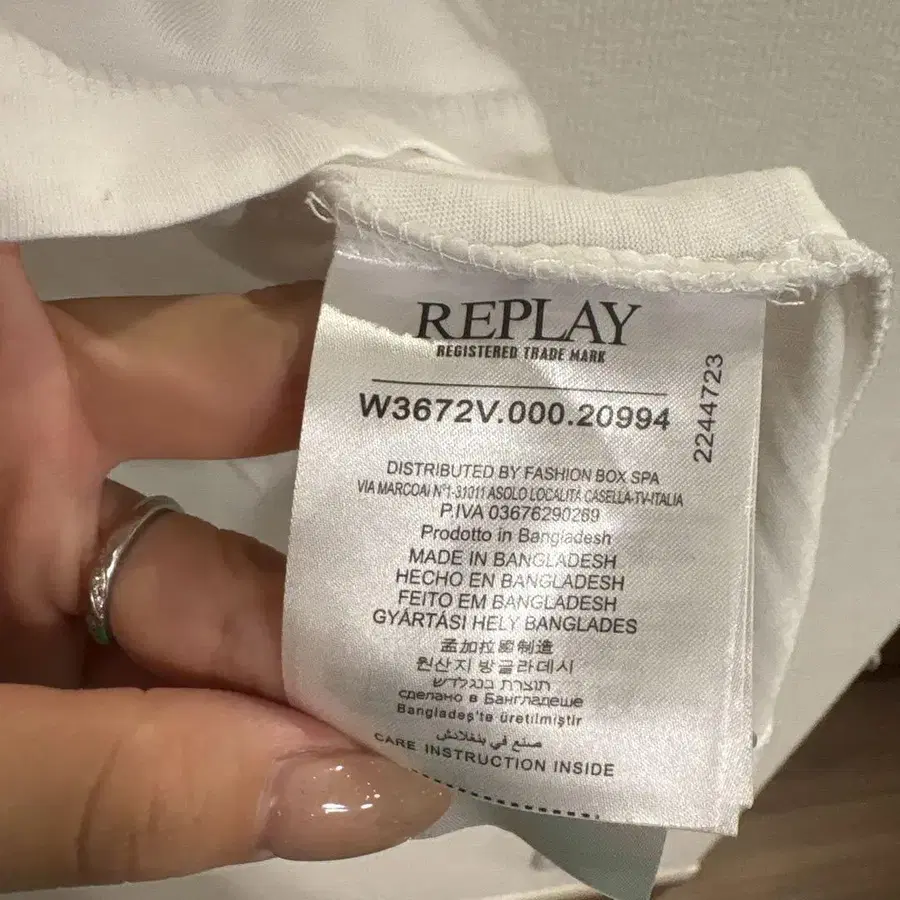 REPLAY
REGISTERED TRADE MARK
W3672V.000.20994
2244723
DISTRIBUTED BY FASHION BOX SPA
VIA MARCOAI N°1-31011 ASOLO LOCALITÀ CASELLA-TV-ITALIA
P.IVA 03676290269
Prodotto in Bangladesh
MADE IN BANGLADESH
HECHO EN BANGLADESH
FEITO EM BANGLADESH
GYÁRTÁSI HELY BANGLADES
孟加拉國制造
원산지 방글라데시
תוצרת בנגלדש
сделано в Бангладеше
Bangladeş'te üretilmiştir
صنع في بنغلادش
CARE INSTRUCTION INSIDE